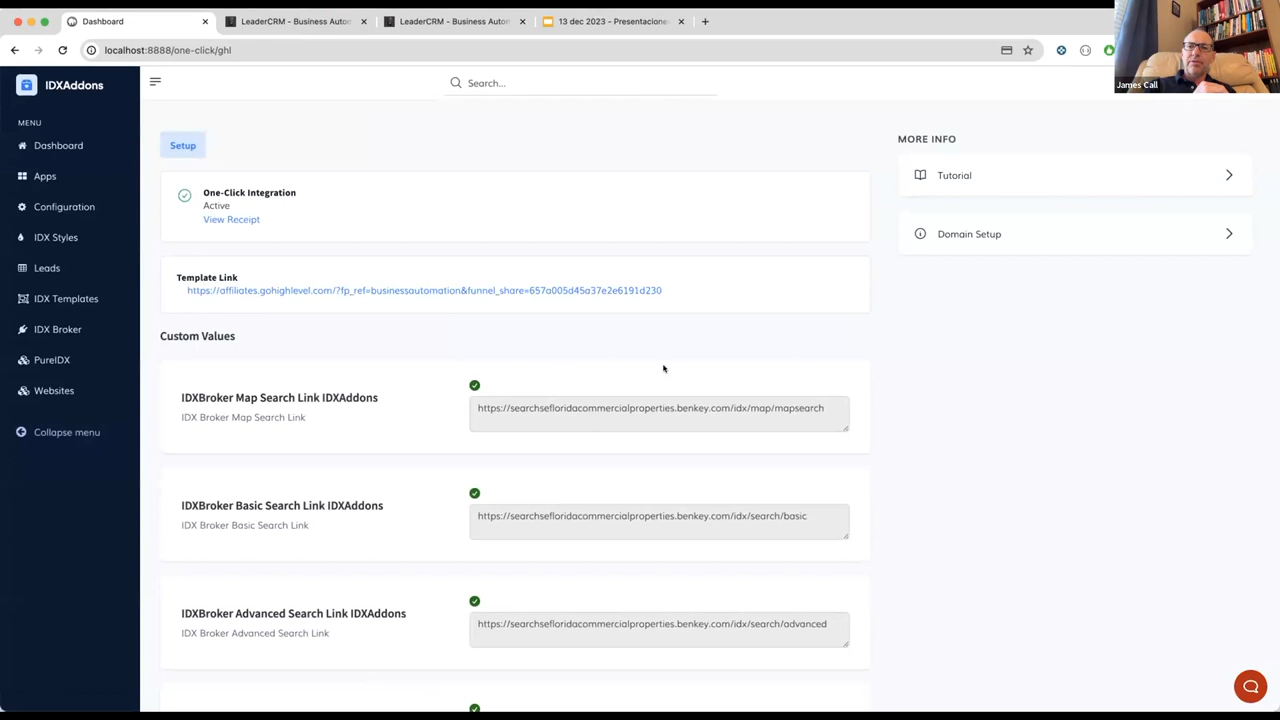 Dashboard
LeaderCRM - Business Autom
LeaderCRM - Business Autom
13 dec 2023 - Presentacione
localhost:8888/one-click/ghl
James Call
IDXAddons
Search...
MENU
Dashboard
Apps
Configuration
IDX Styles
Leads
IDX Templates
IDX Broker
PureIDX
Websites
Collapse menu
Setup
One-Click Integration
Active
View Receipt
Template Link
https://affiliates.gohighlevel.com/?fp_ref=businessautomation&funnel_share=657a005d45a37e2e6191d230
Custom Values
IDXBroker Map Search Link IDXAddons
IDX Broker Map Search Link
https://searchsefloridacommercialproperties.benkey.com/idx/map/mapsearch
IDXBroker Basic Search Link IDXAddons
IDX Broker Basic Search Link
https://searchsefloridacommercialproperties.benkey.com/idx/search/basic
IDXBroker Advanced Search Link IDXAddons
IDX Broker Advanced Search Link
https://searchsefloridacommercialproperties.benkey.com/idx/search/advanced
MORE INFO
Tutorial
Domain Setup